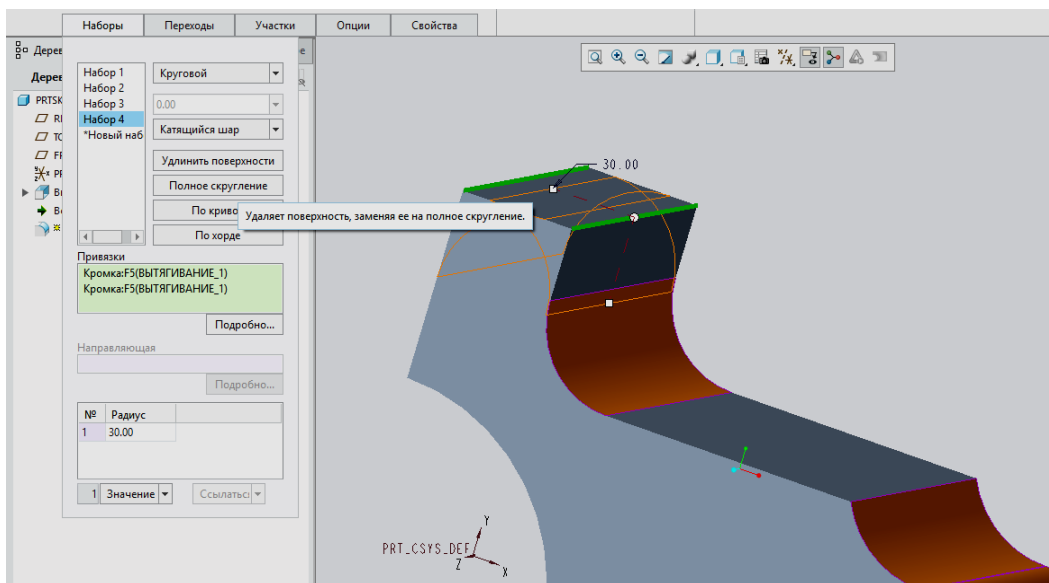 Наборы Переходы Участки Опции Свойства
Дерев
Дерев
PRTSK
Набор 1
Набор 2
Набор 3
Набор 4
*Новый наб
Круговой
0.00
Катящийся шар
Удлинить поверхности
Полное скругление
По криво
Удаляет поверхность, заменяя ее на полное скругление.
По хорде
Привязки
Кромка:F5(ВЫТЯГИВАНИЕ_1)
Кромка:F5(ВЫТЯГИВАНИЕ_1)
Подробно...
Направляющая
Подробно...
№ Радиус
1 30.00
1 Значение
30.00
PRT_CSYS_DEF
Y
Z
X